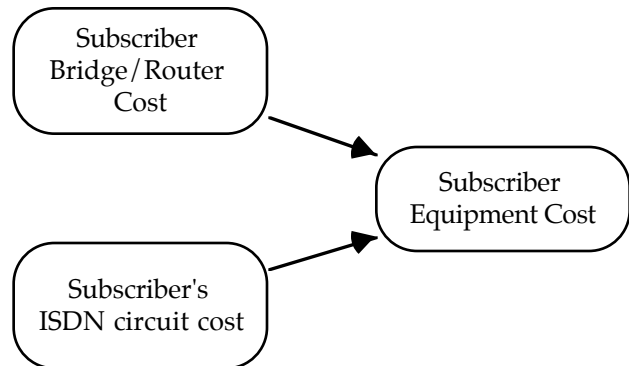 Subscriber
Bridge/Router
Cost
Subscriber
Equipment Cost
Subscriber's
ISDN circuit cost